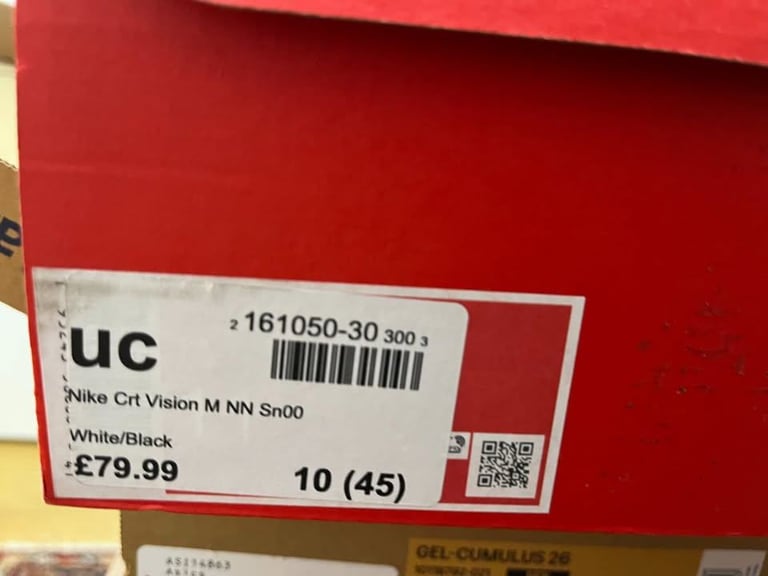 uc
2 161050-30 300 3
Nike Crt Vision M NN Sn00
White/Black
£79.99
10 (45)
GEL-CUMULUS 26